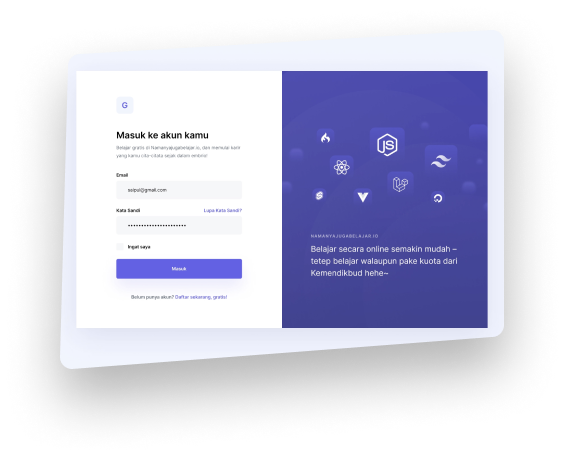 G
Masuk ke akun kamu
Belajar gratis di Namanyajugabelajar.io, dan memulai karir
yang kamu cita-citata sejak dalam embrio!
Email
saipul@gmail.com
Kata Sandi
Lupa Kata Sandi?
Ingat saya
Masuk
Belum punya akun? Daftar sekarang, gratis!
JS
NAMANYAJUGABELAJAR.IO
Belajar secara online semakin mudah –
tetep belajar walaupun pake kuota dari
Kemendikbud hehe~